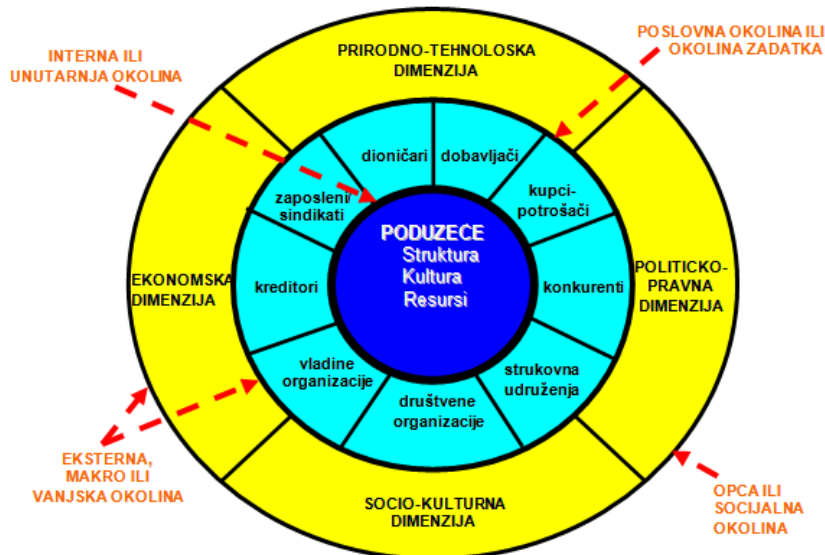 INTERNA ILI
UNUTARNJA OKOLINA
POSLOVNA OKOLINA ILI
OKOLINA ZADATKA
PRIRODNO-TEHNOLOSKA
DIMENZIJA
dioničari
dobavljači
zaposleni/
sindikati
kupci-
potrošači
PODUZEĆE
Struktura
Kultura
Resursi
EKONOMSKA
DIMENZIJA
kreditori
konkurenti
POLITICKO-
PRAVNA
DIMENZIJA
vladine
organizacije
strukovna
udruženja
društvene
organizacije
EKSTERNA,
MAKRO ILI
VANJSKA OKOLINA
SOCIO-KULTURNA
DIMENZIJA
OPCA ILI
SOCIJALNA
OKOLINA